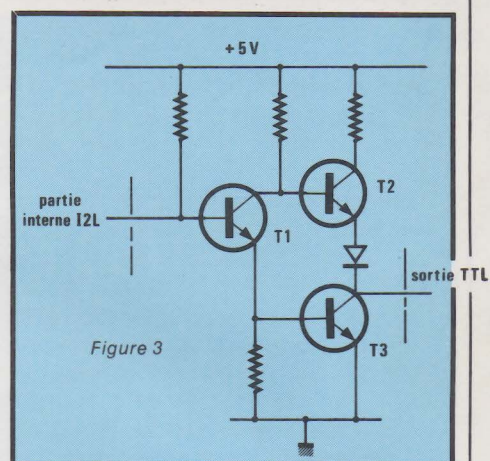 +5V
T2
partie
interne I2L
T1
sortie TTL
T3
Figure 3